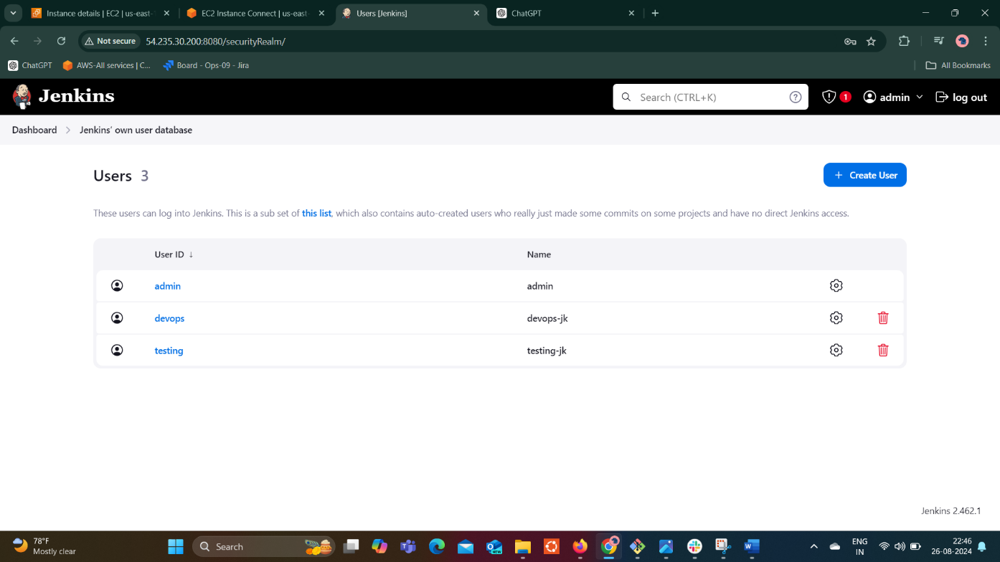 Instance details | EC2 | us-east-1
EC2 Instance Connect | us-east-
Users [Jenkins]
ChatGPT
Not secure
54.235.30.200:8080/securityRealm/
ChatGPT
AWS-All services | C...
Board - Ops-09 - Jira
All Bookmarks
Jenkins
Search (CTRL+K)
1
admin
log out
Dashboard
Jenkins' own user database
Users 3
Create User
These users can log into Jenkins. This is a sub set of this list, which also contains auto-created users who really just made some commits on some projects and have no direct Jenkins access.
User ID ↓
Name
admin
admin
devops
devops-jk
testing
testing-jk
Jenkins 2.462.1
78°F
Mostly clear
Search
NEW
ENG
IN
22:46
26-08-2024